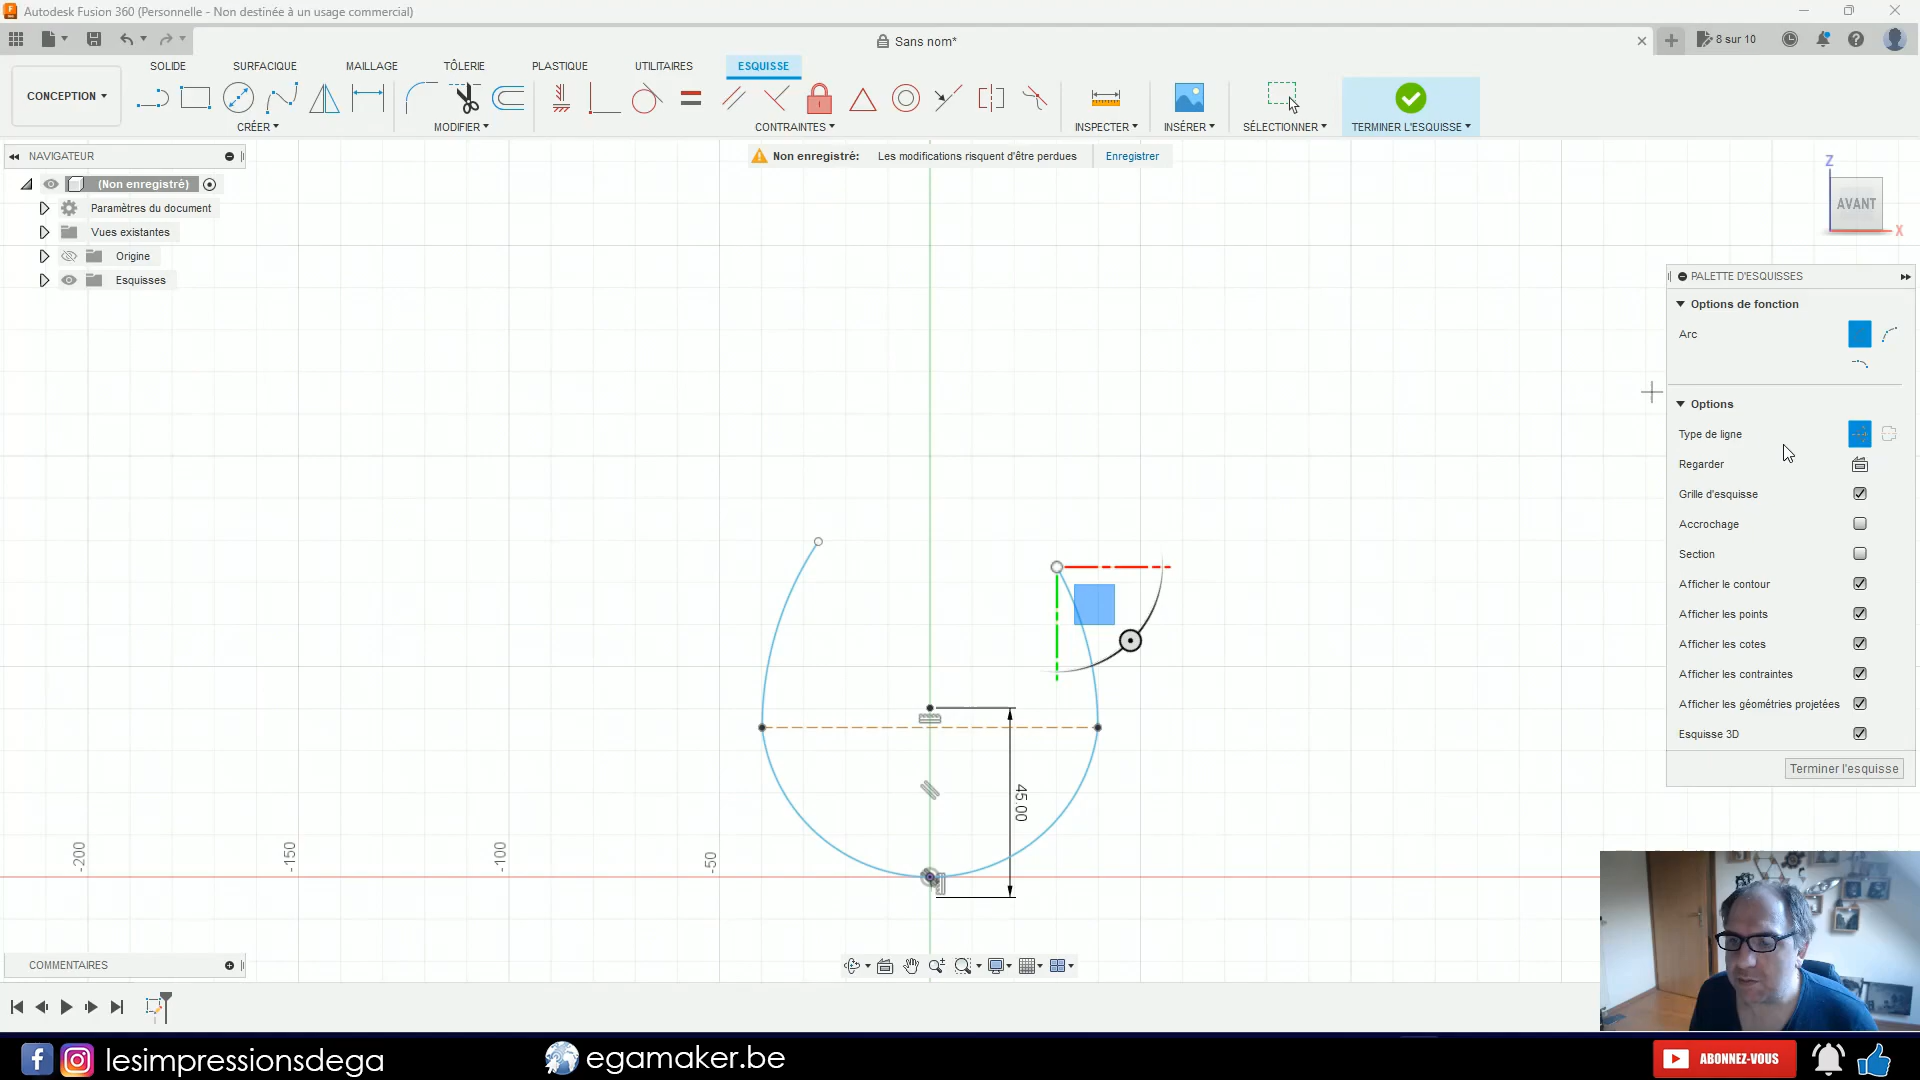 Autodesk Fusion 360 (Personnelle - Non destinée à un usage commercial)
Sans nom*
8 sur 10
SOLIDE
SURFACIQUE
MAILLAGE
TÔLERIE
PLASTIQUE
UTILITAIRES
ESQUISSE
CONCEPTION
CRÉER
MODIFIER
CONTRAINTES
INSPECTER
INSÉRER
SÉLECTIONNER
TERMINER L'ESQUISSE
NAVIGATEUR
Non enregistré: Les modifications risquent d'être perdues Enregistrer
(Non enregistré)
Paramètres du document
Vues existantes
Origine
Esquisses
Z
AVANT
X
PALETTE D'ESQUISSES
Options de fonction
Arc
Options
Type de ligne
Regarder
Grille d'esquisse
Accrochage
Section
Afficher le contour
Afficher les points
Afficher les cotes
Afficher les contraintes
Afficher les géométries projetées
Esquisse 3D
Terminer l'esquisse
45.00
-200
-150
-100
-50
COMMENTAIRES
lesimpressionsdega
egamaker.be
ABONNEZ-VOUS